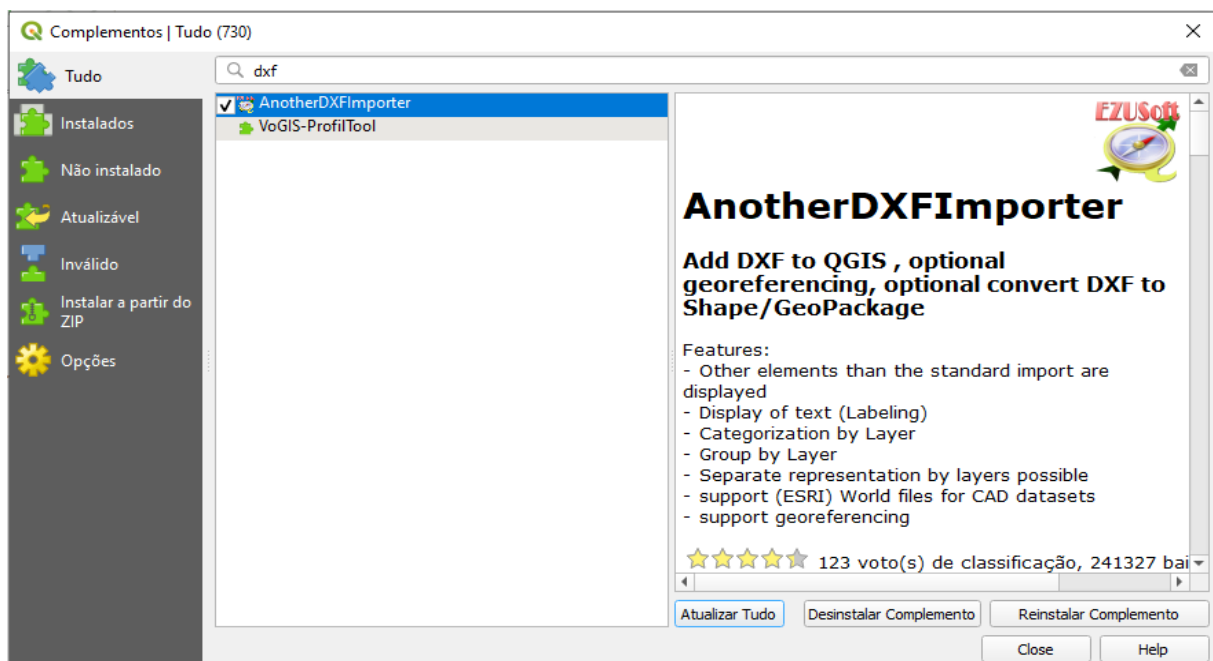 Complementos | Tudo (730)
Tudo
Instalados
Não instalado
Atualizável
Inválido
Instalar a partir do
ZIP
Opções
dxf
AnotherDXFImporter
VoGIS-ProfilTool
EZUSoft
AnotherDXFImporter
Add DXF to QGIS , optional
georeferencing, optional convert DXF to
Shape/GeoPackage
Features:
- Other elements than the standard import are
displayed
- Display of text (Labeling)
- Categorization by Layer
- Group by Layer
- Separate representation by layers possible
- support (ESRI) World files for CAD datasets
- support georeferencing
123 voto(s) de classificação, 241327 bai
Atualizar Tudo
Desinstalar Complemento
Reinstalar Complemento
Close
Help